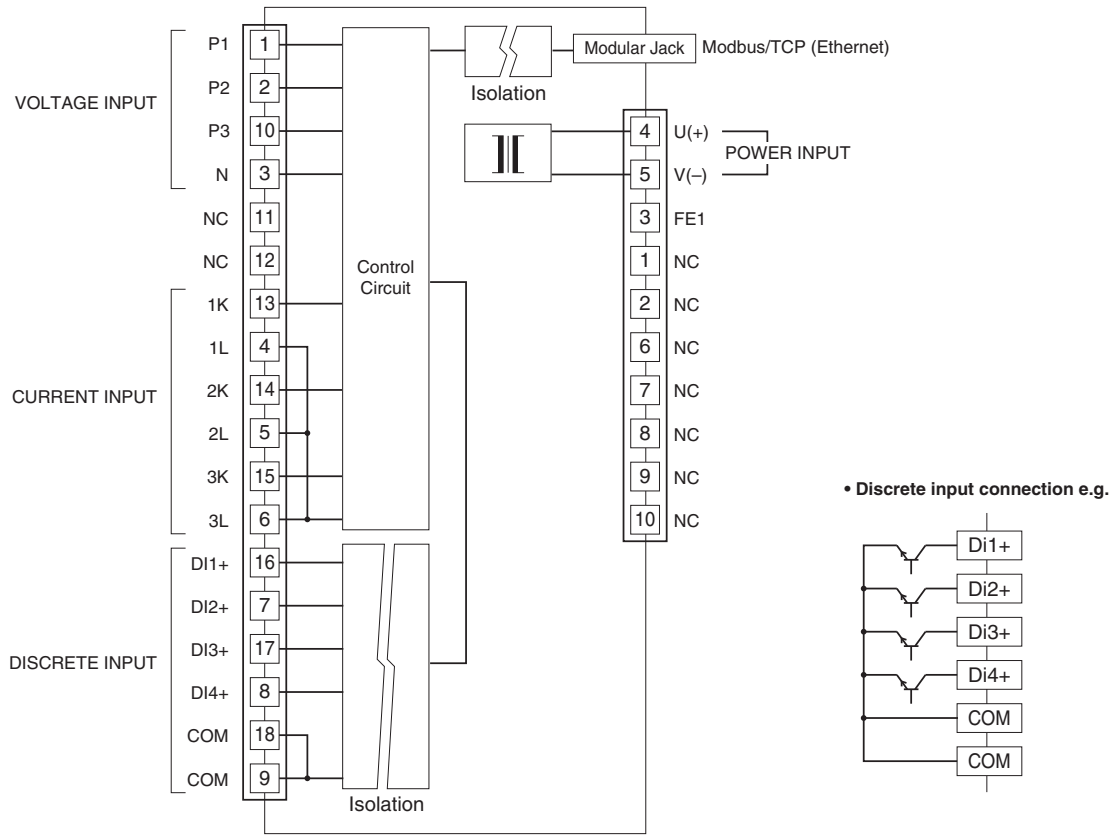 VOLTAGE INPUT
P1 1
P2 2
P3 10
N 3
NC 11
NC 12
CURRENT INPUT
1K 13
1L 4
2K 14
2L 5
3K 15
3L 6
DISCRETE INPUT
DI1+ 16
DI2+ 7
DI3+ 17
DI4+ 8
COM 18
COM 9
Control
Circuit
Isolation
Isolation
Modular Jack Modbus/TCP (Ethernet)
4 U(+)
5 V(–)
POWER INPUT
3 FE1
1 NC
2 NC
6 NC
7 NC
8 NC
9 NC
10 NC
• Discrete input connection e.g.
Di1+
Di2+
Di3+
Di4+
COM
COM